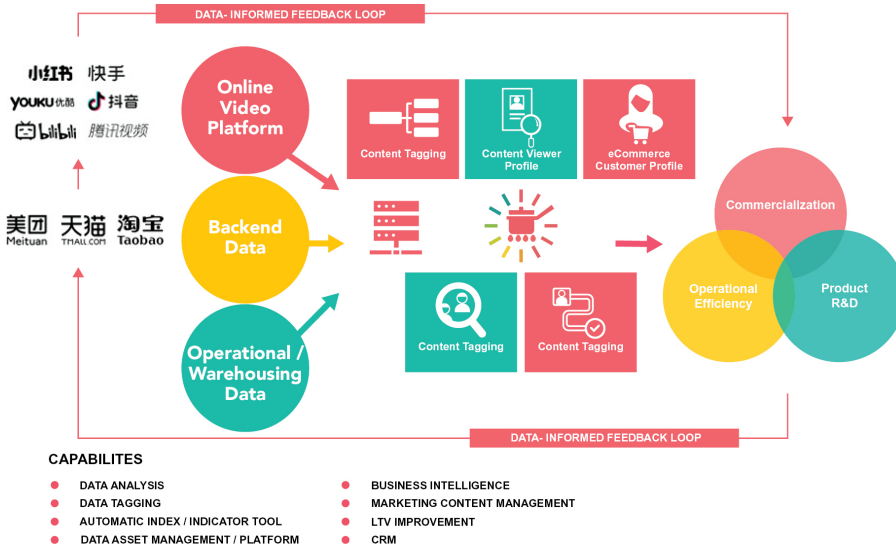 DATA- INFORMED FEEDBACK LOOP
小红书 快手
YOUKU优酷 抖音
bilibili 腾讯视频
美团 天猫 淘宝
Meituan TMALL.COM Taobao
Online
Video
Platform
Backend
Data
Operational /
Warehousing
Data
Content Tagging
Content Viewer
Profile
eCommerce
Customer Profile
Content Tagging
Content Tagging
Commercialization
Operational
Efficiency
Product
R&D
DATA- INFORMED FEEDBACK LOOP
CAPABILITES
DATA ANALYSIS
DATA TAGGING
AUTOMATIC INDEX / INDICATOR TOOL
DATA ASSET MANAGEMENT / PLATFORM
BUSINESS INTELLIGENCE
MARKETING CONTENT MANAGEMENT
LTV IMPROVEMENT
CRM